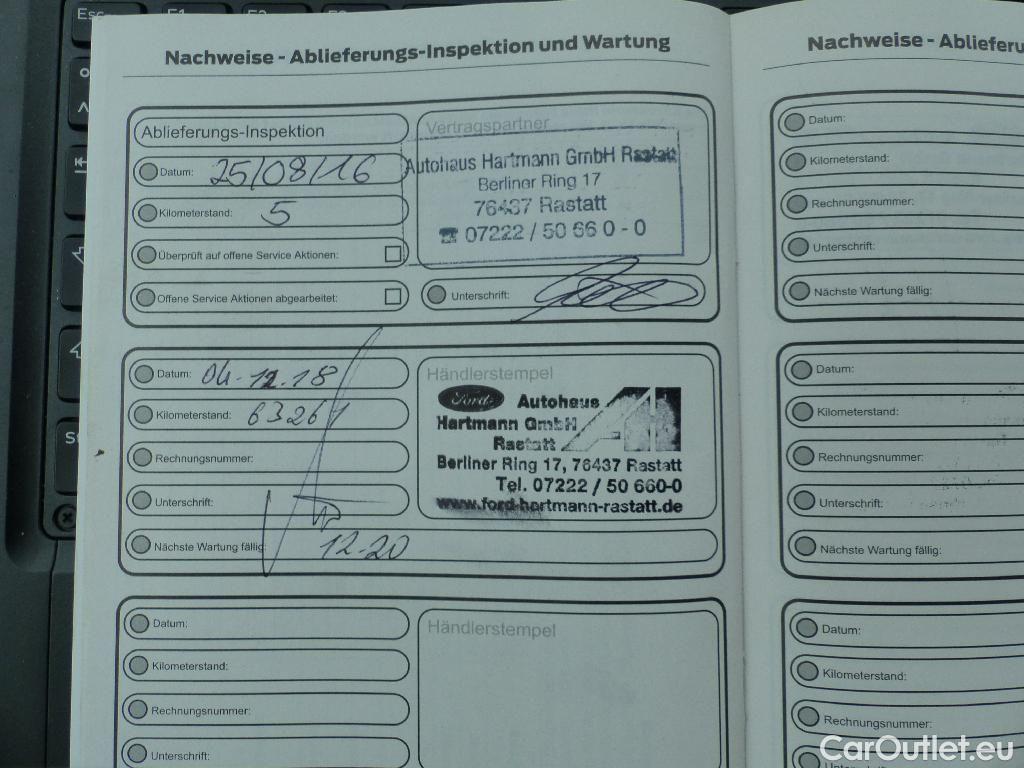 Esc
Nachweise - Ablieferungs-Inspektion und Wartung
Ablieferungs-Inspektion
Datum: 25/08/16
Kilometerstand: 5
Überprüft auf offene Service Aktionen:
Offene Service Aktionen abgearbeitet:
Vertragspartner
Autohaus Hartmann GmbH Rastatt
Berliner Ring 17
76437 Rastatt
☎ 07222 / 50 66 0 - 0
Unterschrift:
Datum: 04.12.18
Kilometerstand: 63261
Rechnungsnummer:
Unterschrift:
Nächste Wartung fällig: 12-20
Händlerstempel
Ford Autohaus
Hartmann GmbH
Rastatt
Berliner Ring 17, 76437 Rastatt
Tel. 07222 / 50 660-0
www.ford-hartmann-rastatt.de
Datum:
Kilometerstand:
Rechnungsnummer:
Unterschrift:
Händlerstempel
Nachweise - Ablieferu
Datum:
Kilometerstand:
Rechnungsnummer:
Unterschrift:
Nächste Wartung fällig:
Datum:
Kilometerstand:
Rechnungsnummer:
Unterschrift:
Nächste Wartung fällig:
Datum:
Kilometerstand:
Rechnungsnummer:
CarOutlet.eu